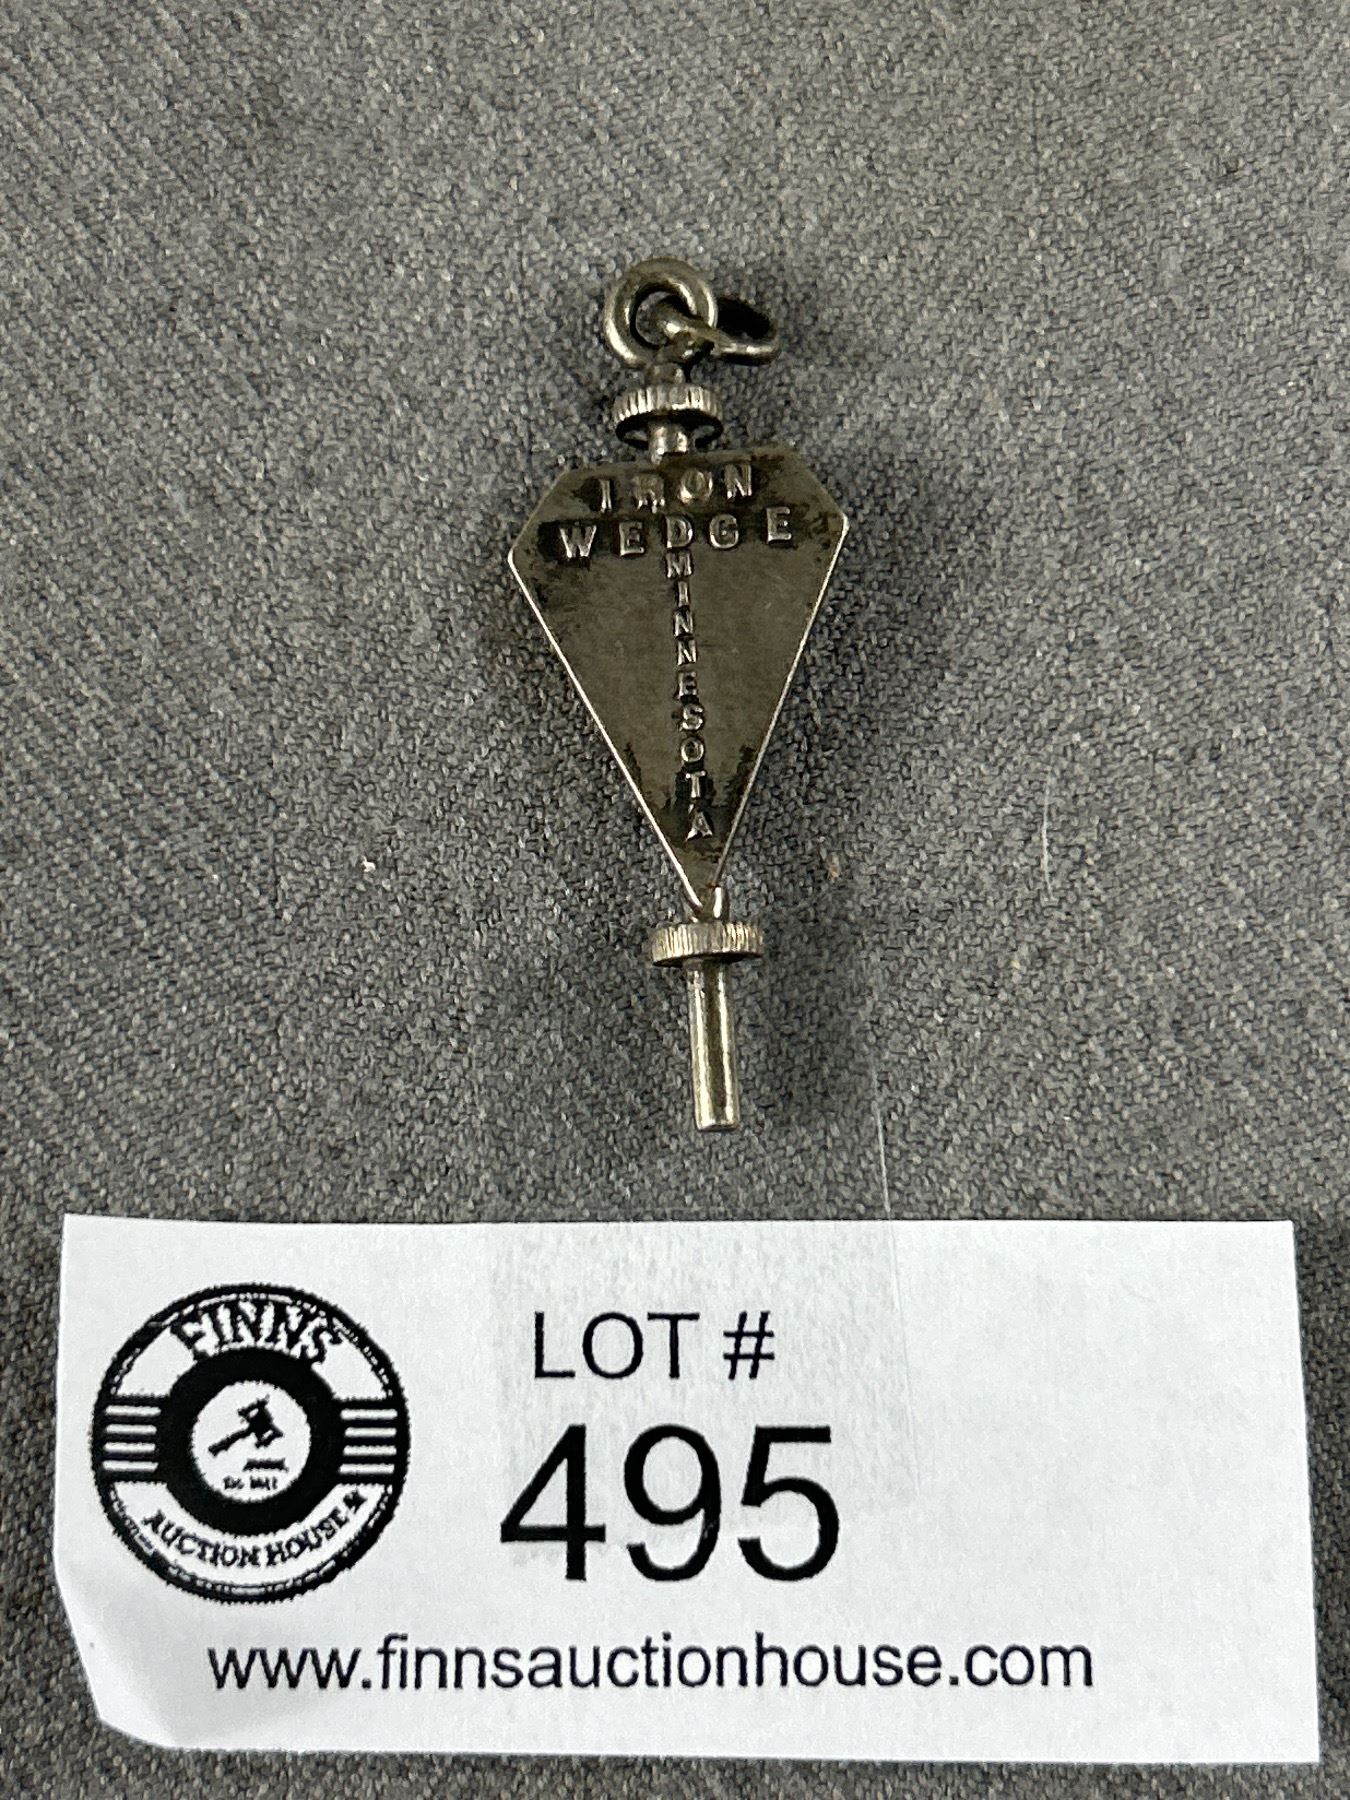 IRON
WEDGE
MINNESOTA
FINNS
AUCTION HOUSE
LOT #
495
www.finnsauctionhouse.com